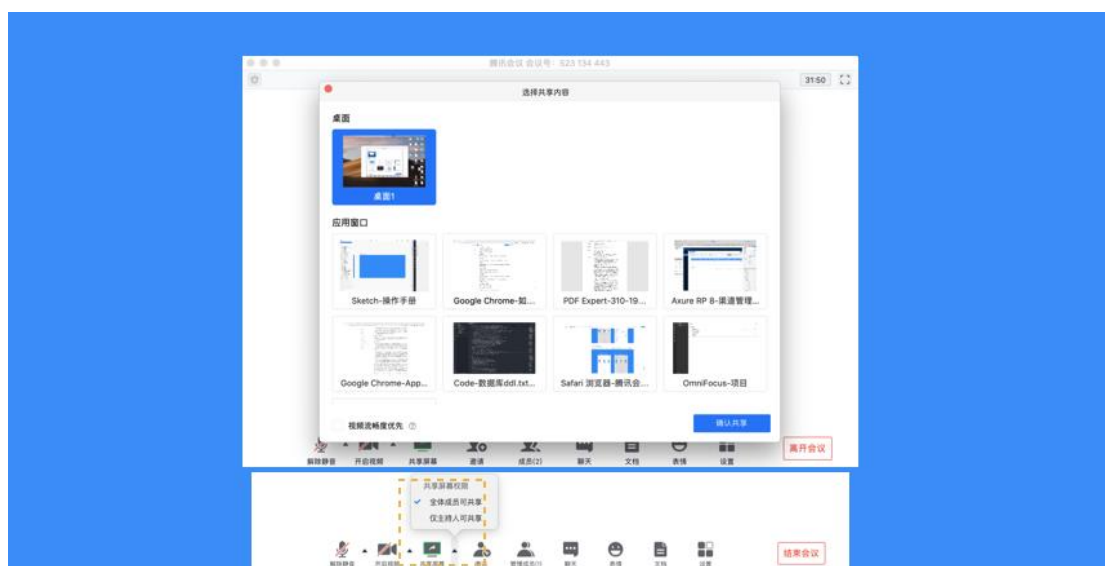 腾讯会议 会议号：523 134 443
31:50
选择共享内容
桌面
桌面1
应用窗口
Sketch-操作手册
Google Chrome-如...
PDF Expert-310-19...
Axure RP 8-渠道管理...
Google Chrome-App...
Code-数据库ddl.txt...
Safari 浏览器-腾讯会...
OmniFocus-项目
视频流畅度优先
确认共享
解除静音 开启视频 共享屏幕 邀请 成员(2) 聊天 文档 表情 设置
离开会议
共享屏幕权限
全体成员可共享
仅主持人可共享
解除静音 开启视频 共享屏幕 邀请 管理成员(1) 聊天 表情 文档 设置
结束会议